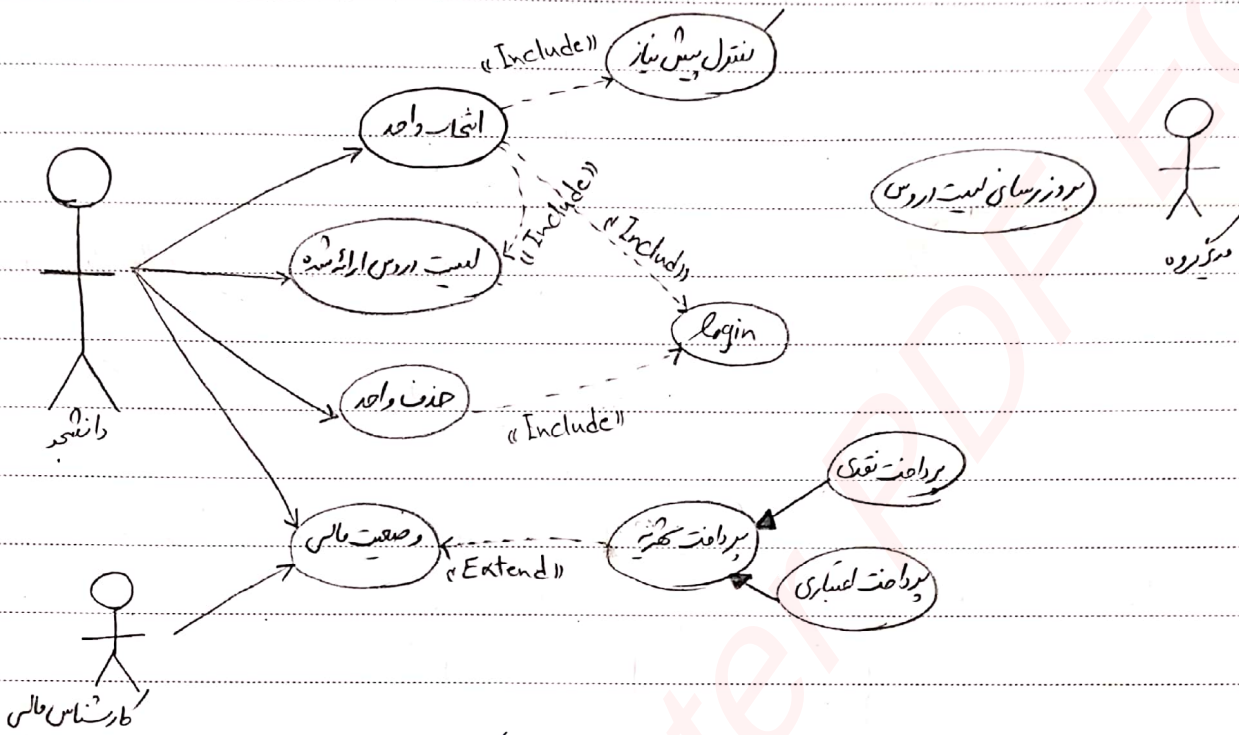 «Include»
کنترل پیش نیاز
انتخاب واحد
«Include»
«Includ»
بروزرسانی لیست دروس
مدیر گروه
لیست دروس ارائه شده
login
حذف واحد
«Include»
دانشجو
پرداخت نقدی
وضعیت مالی
«Extend»
پرداخت شهریه
پرداخت اعتباری
کارشناس مالی